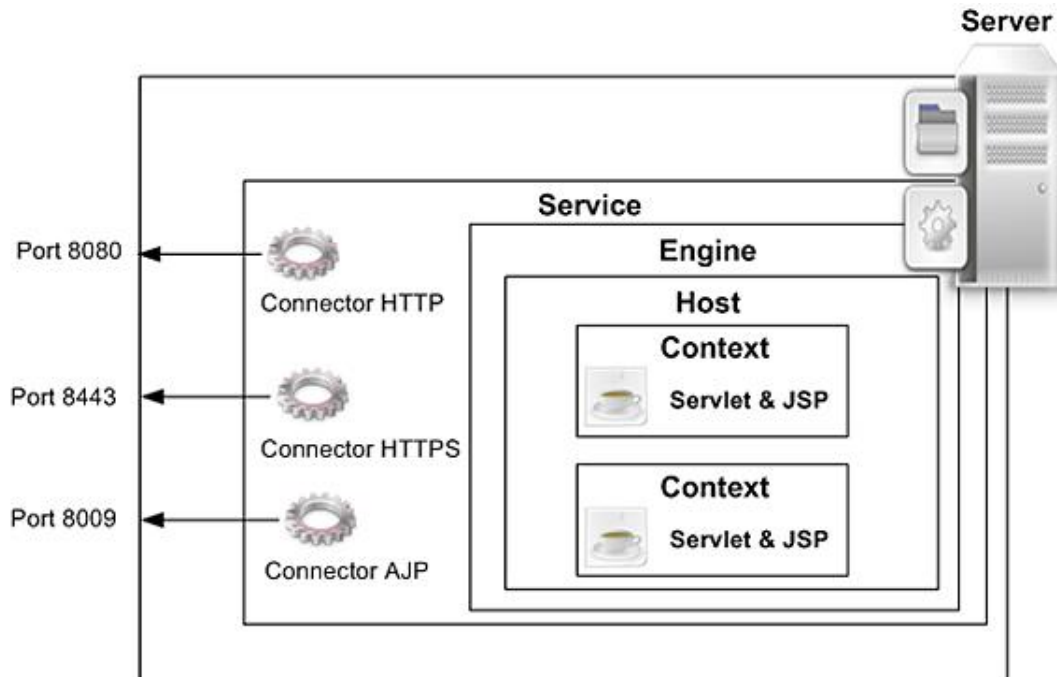 Server
Service
Engine
Host
Context
Servlet & JSP
Context
Servlet & JSP
Port 8080
Connector HTTP
Port 8443
Connector HTTPS
Port 8009
Connector AJP